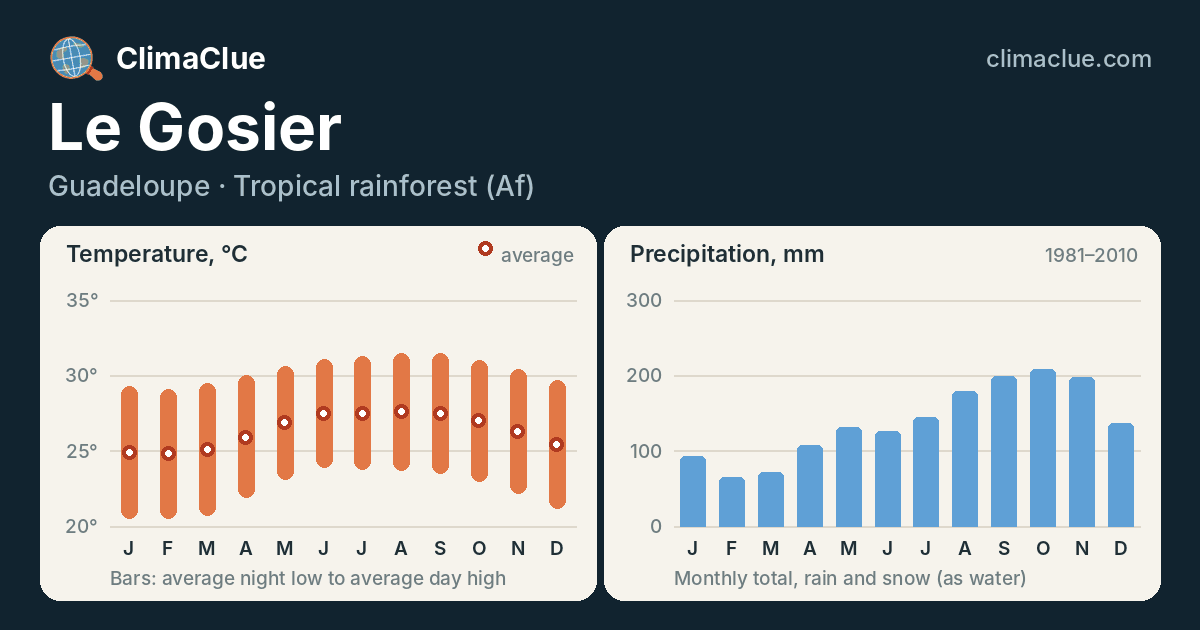 ClimaClue
climaclue.com
Le Gosier
Guadeloupe · Tropical rainforest (Af)
Temperature, °C
average
35°
30°
25°
20°
J F M A M J J A S O N D
Bars: average night low to average day high
Precipitation, mm
1981–2010
300
200
100
0
J F M A M J J A S O N D
Monthly total, rain and snow (as water)